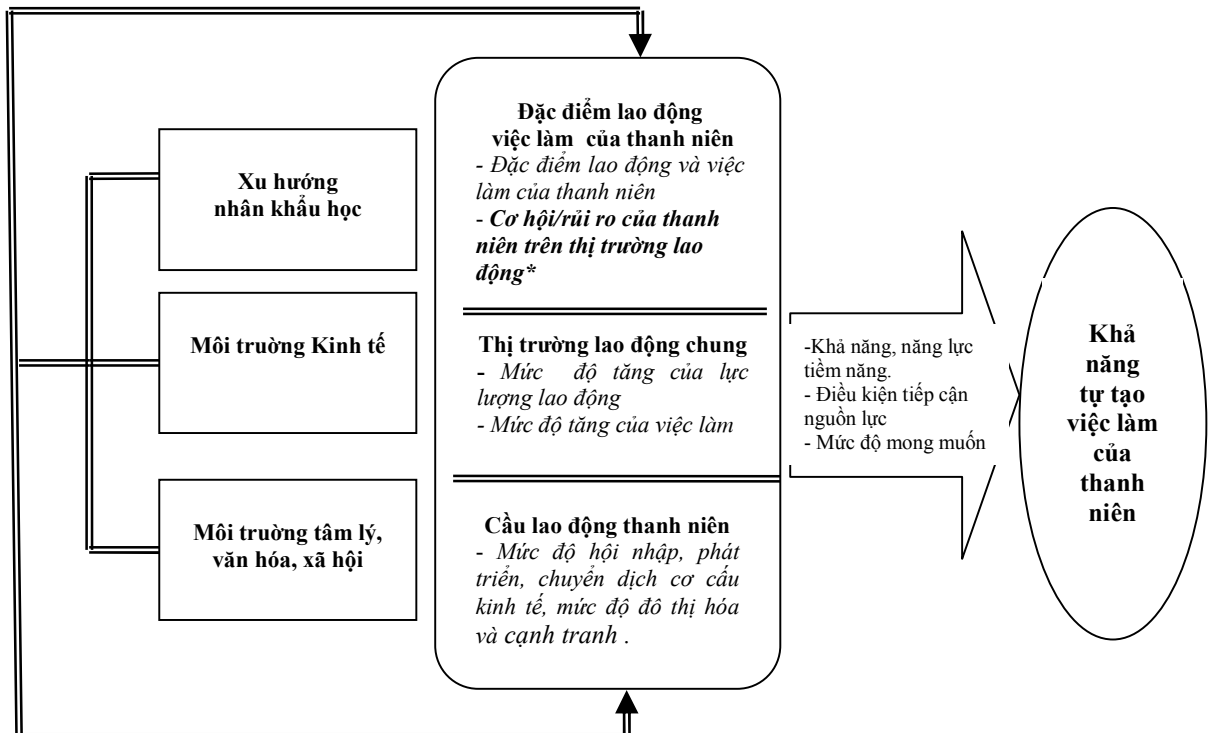 Xu hướng
nhân khẩu học
Môi truờng Kinh tế
Môi truờng tâm lý,
văn hóa, xã hội
Đặc điểm lao động
việc làm của thanh niên
- Đặc điểm lao động và việc
làm của thanh niên
- Cơ hội/rủi ro của thanh
niên trên thị trường lao
động*
Thị trường lao động chung
- Mức độ tăng của lực
lượng lao động
- Mức độ tăng của việc làm
Cầu lao động thanh niên
- Mức độ hội nhập, phát
triển, chuyển dịch cơ cấu
kinh tế, mức độ đô thị hóa
và cạnh tranh .
-Khả năng, năng lực
tiềm năng.
- Điều kiện tiếp cận
nguồn lực
- Mức độ mong muốn
Khả
năng
tự tạo
việc làm
của
thanh
niên